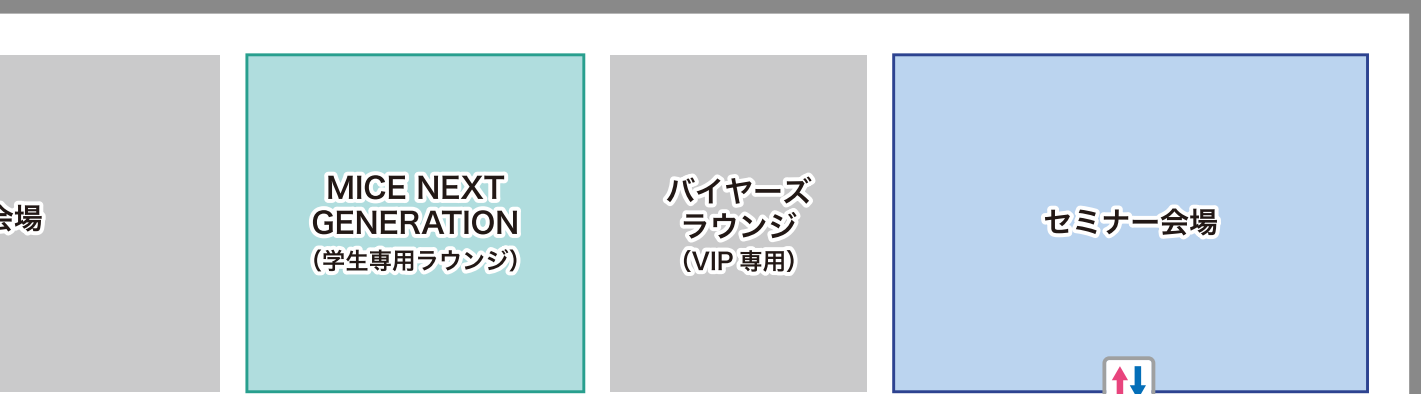 会場
MICE NEXT
GENERATION
（学生専用ラウンジ）
バイヤーズ
ラウンジ
（VIP 専用）
セミナー会場